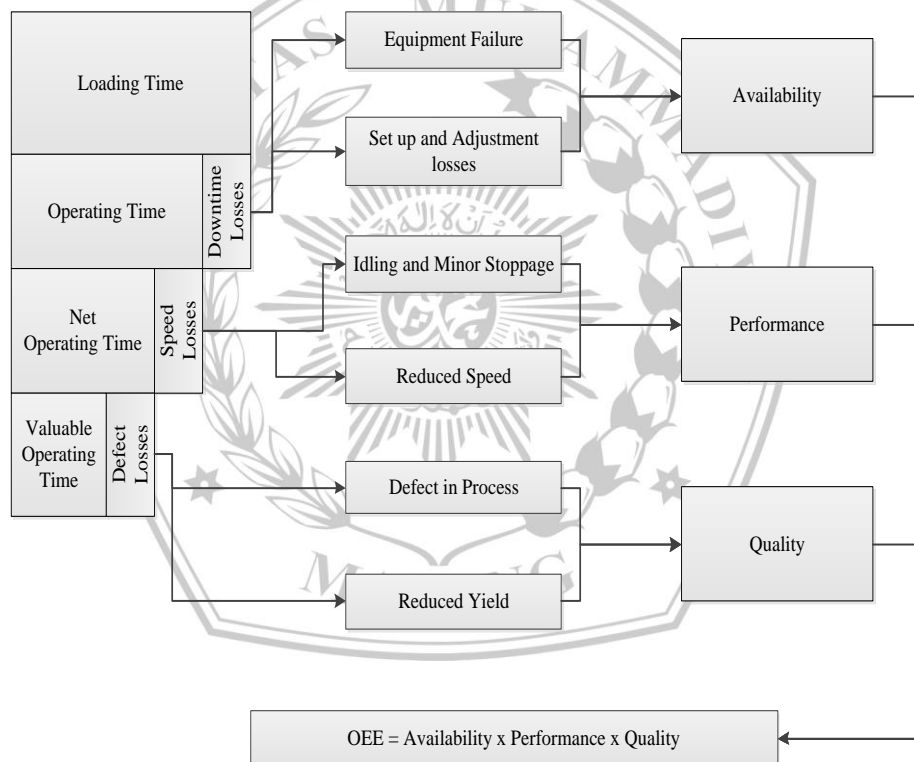 Loading Time
Operating Time
Downtime
Losses
Net
Operating Time
Speed
Losses
Valuable
Operating
Time
Defect
Losses
Equipment Failure
Set up and Adjustment
losses
Idling and Minor Stoppage
Reduced Speed
Defect in Process
Reduced Yield
Availability
Performance
Quality
OEE = Availability x Performance x Quality